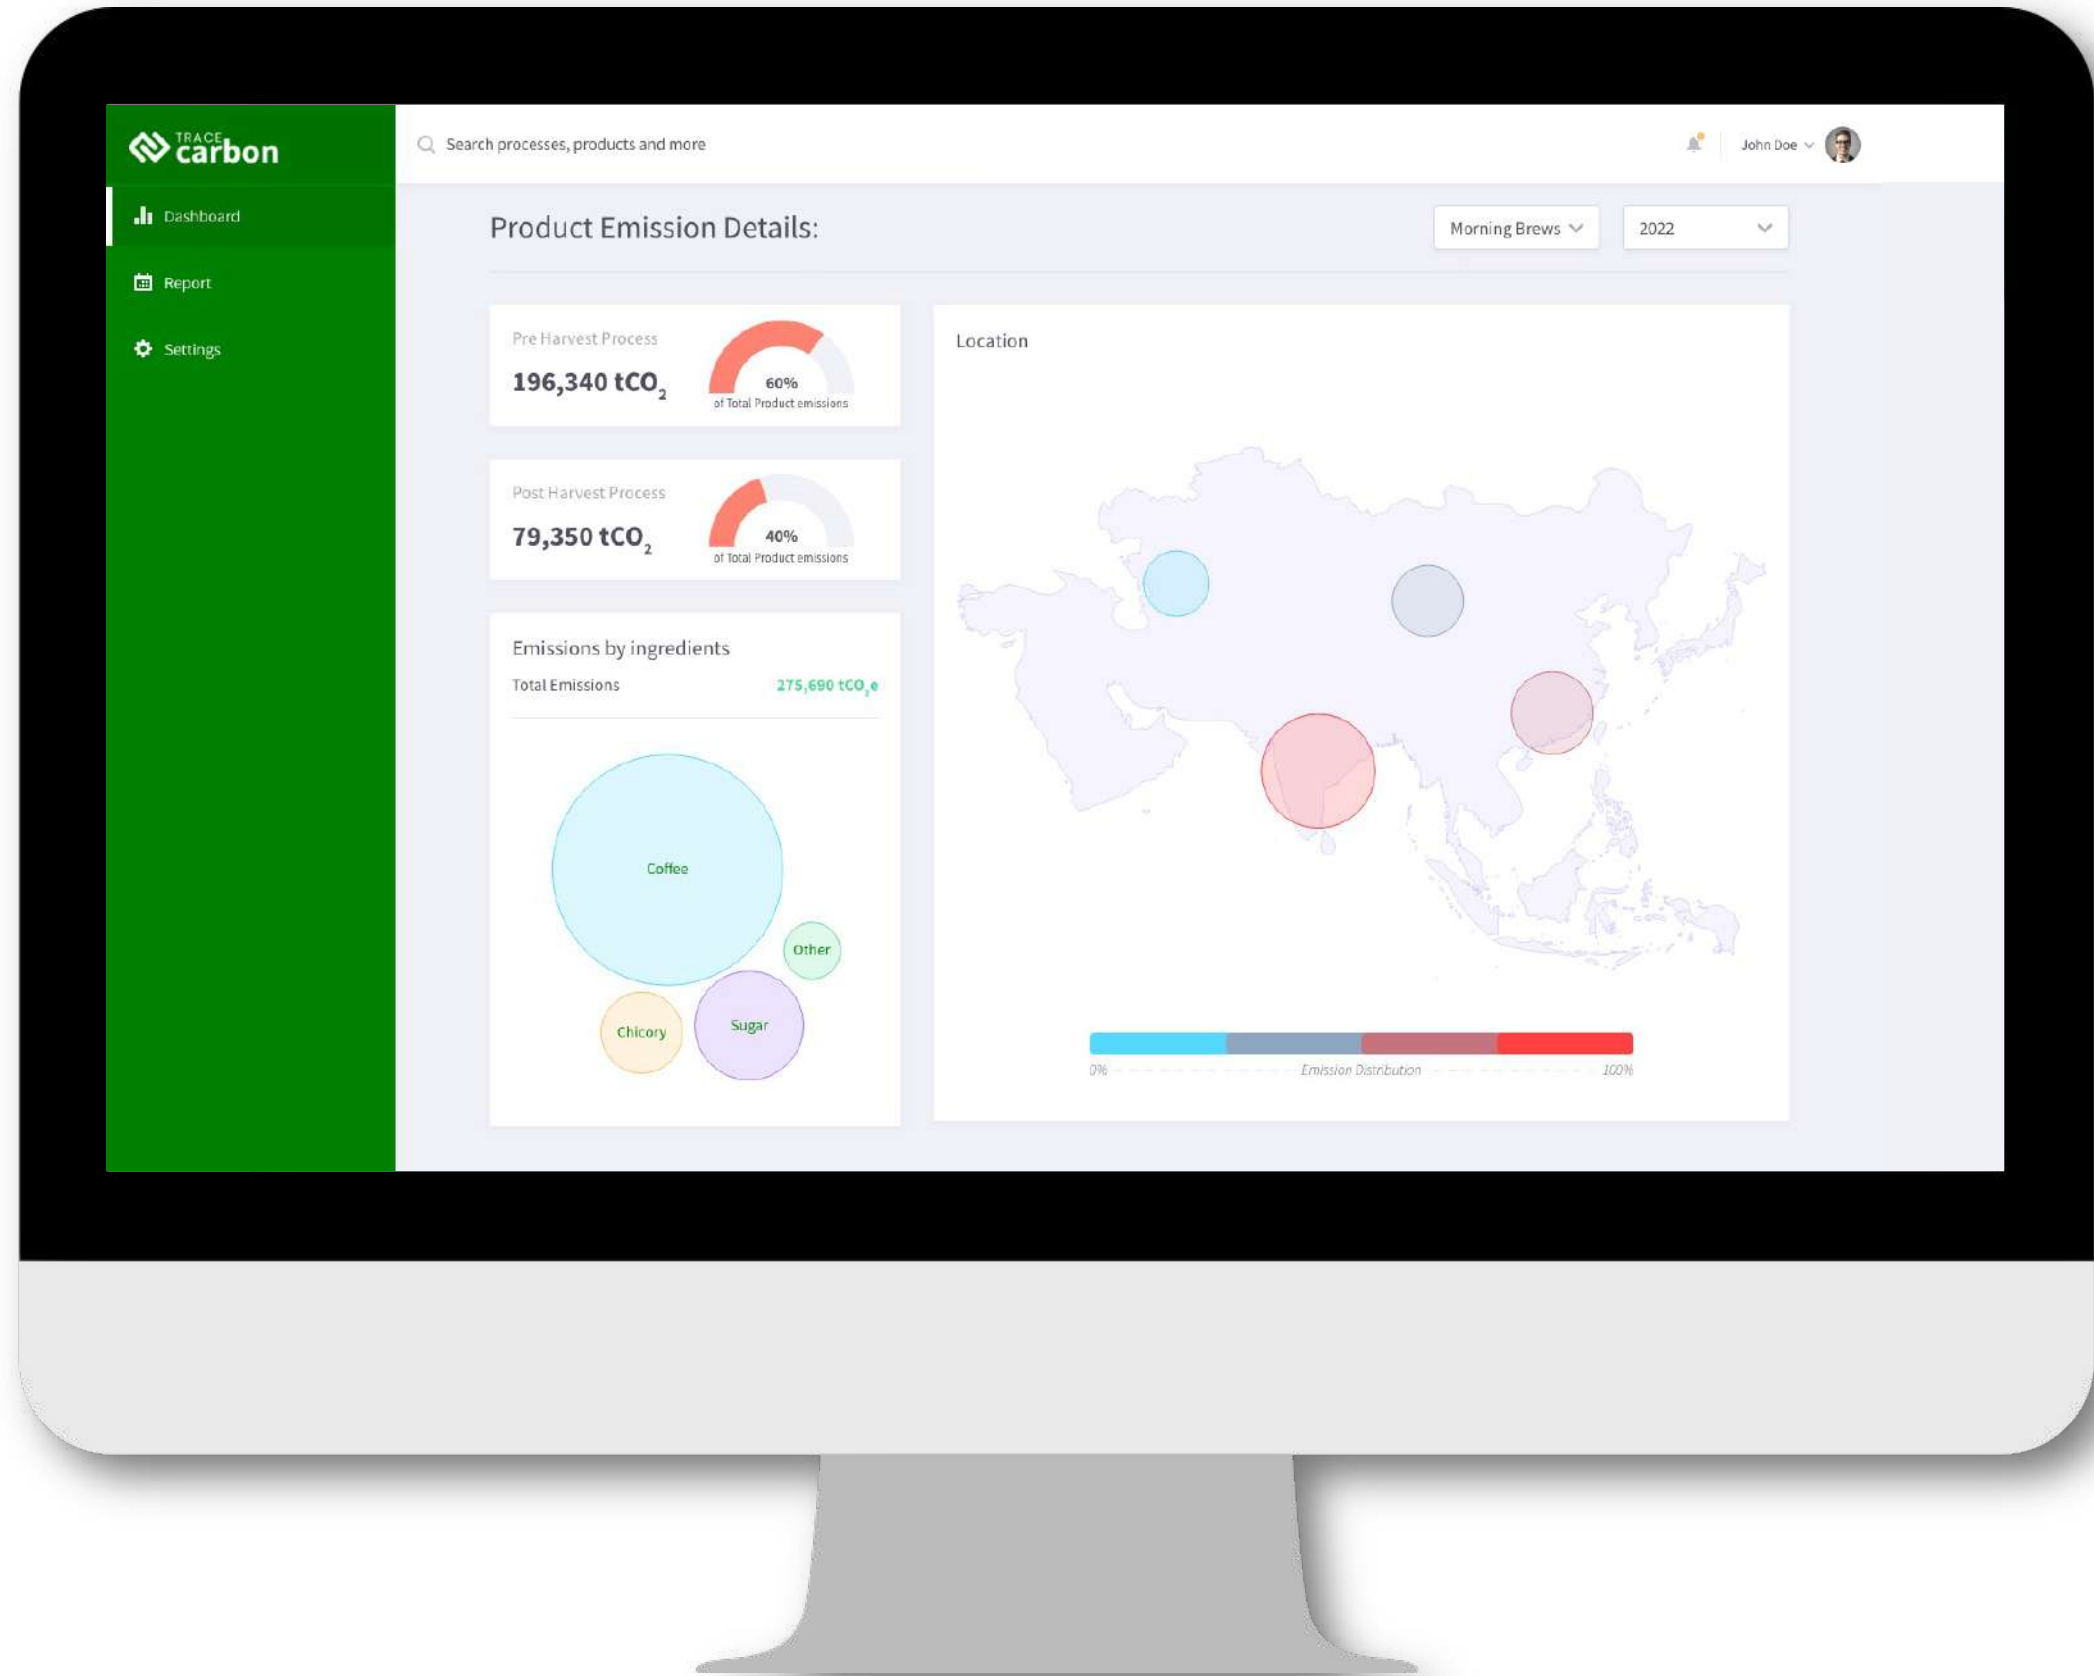 TRACE
carbon
Search processes, products and more
John Doe
Dashboard
Report
Settings
Product Emission Details:
Morning Brews
2022
Pre Harvest Process
196,340 tCO₂
60%
of Total Product emissions
Post Harvest Process
79,350 tCO₂
40%
of Total Product emissions
Emissions by ingredients
Total Emissions
275,690 tCO₂e
Coffee
Other
Chicory
Sugar
Location
0%
Emission Distribution
100%